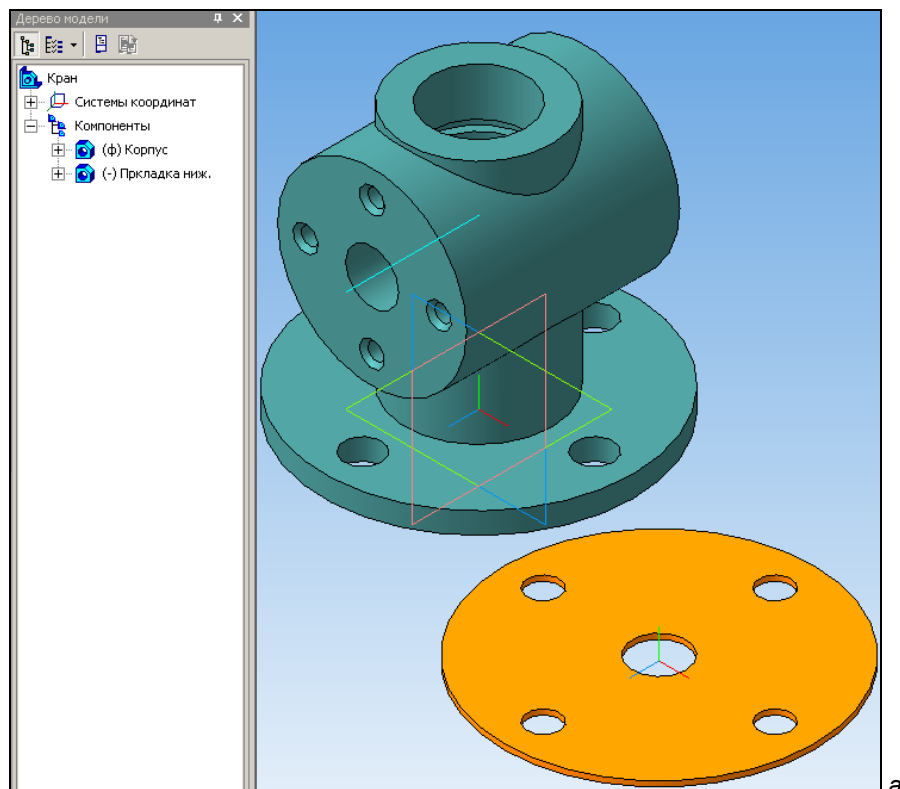 Дерево модели
Кран
Системы координат
Компоненты
(ф) Корпус
(-) Пркладка ниж.
а